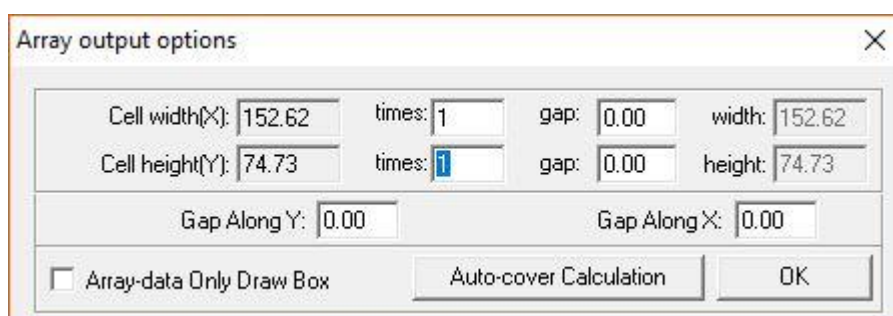 Array output options
Cell width(X): 152.62 times: 1 gap: 0.00 width: 152.62
Cell height(Y): 74.73 times: 1 gap: 0.00 height: 74.73
Gap Along Y: 0.00 Gap Along X: 0.00
Array-data Only Draw Box Auto-cover Calculation OK